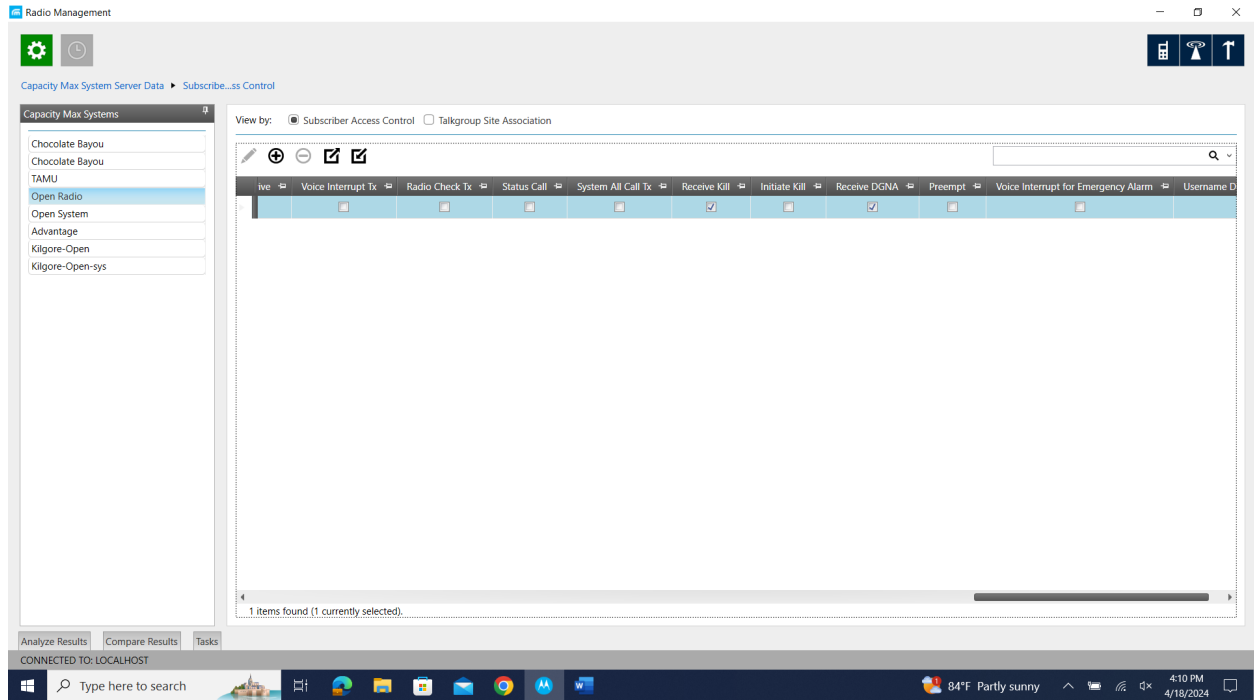 Radio Management
Capacity Max System Server Data Subscribe...ss Control
Capacity Max Systems
Chocolate Bayou
Chocolate Bayou
TAMU
Open Radio
Open System
Advantage
Kilgore-Open
Kilgore-Open-sys
View by: Subscriber Access Control Talkgroup Site Association
ive Voice Interrupt Tx Radio Check Tx Status Call System All Call Tx Receive Kill Initiate Kill Receive DGNA Preempt Voice Interrupt for Emergency Alarm Username D
1 items found (1 currently selected).
Analyze Results Compare Results Tasks
CONNECTED TO: LOCALHOST
Type here to search
84°F Partly sunny
4:10 PM
4/18/2024